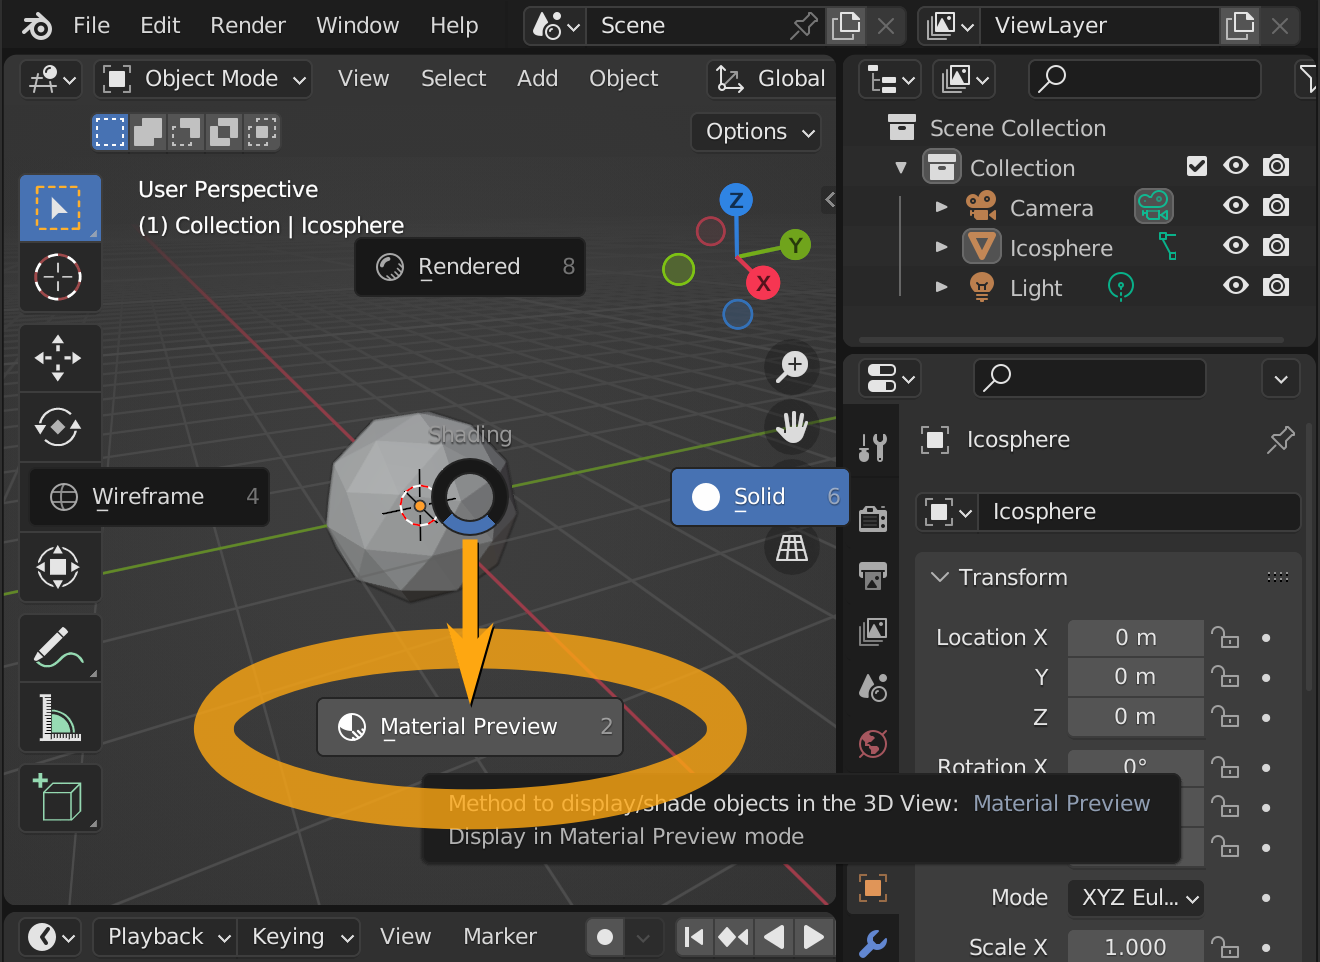 File Edit Render Window Help Scene ViewLayer
Object Mode View Select Add Object Global
Options
User Perspective
(1) Collection | Icosphere
Z
Y
X
Rendered 8
Shading
Wireframe 4
Solid 6
Material Preview 2
Method to display/shade objects in the 3D View: Material Preview
Display in Material Preview mode
Playback Keying View Marker
Scene Collection
Collection
Camera
Icosphere
Light
Icosphere
Icosphere
Transform
Location X 0 m
Y 0 m
Z 0 m
Rotation X 0°
Mode XYZ Eul...
Scale X 1.000